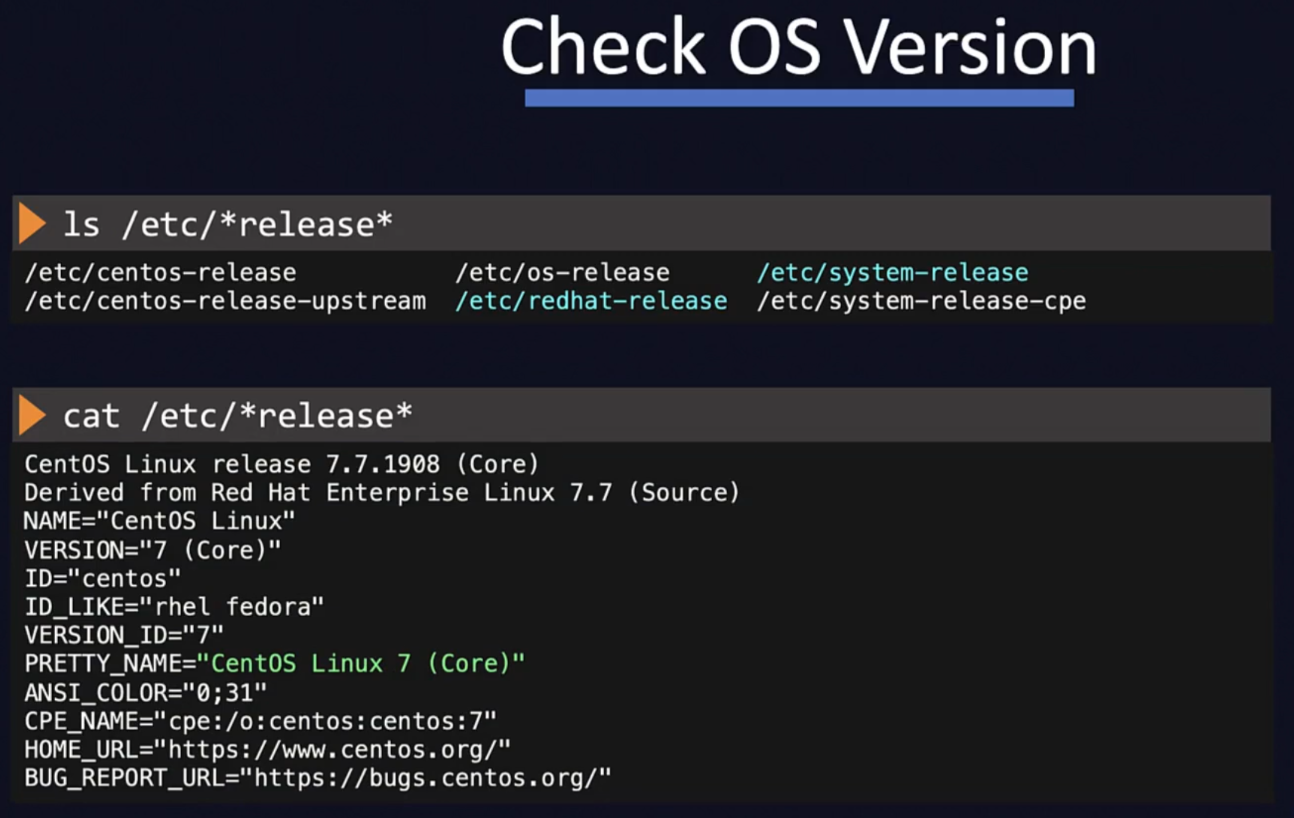 Check OS Version
ls /etc/*release*
/etc/centos-release /etc/os-release /etc/system-release
/etc/centos-release-upstream /etc/redhat-release /etc/system-release-cpe
cat /etc/*release*
CentOS Linux release 7.7.1908 (Core)
Derived from Red Hat Enterprise Linux 7.7 (Source)
NAME="CentOS Linux"
VERSION="7 (Core)"
ID="centos"
ID_LIKE="rhel fedora"
VERSION_ID="7"
PRETTY_NAME="CentOS Linux 7 (Core)"
ANSI_COLOR="0;31"
CPE_NAME="cpe:/o:centos:centos:7"
HOME_URL="https://www.centos.org/"
BUG_REPORT_URL="https://bugs.centos.org/"